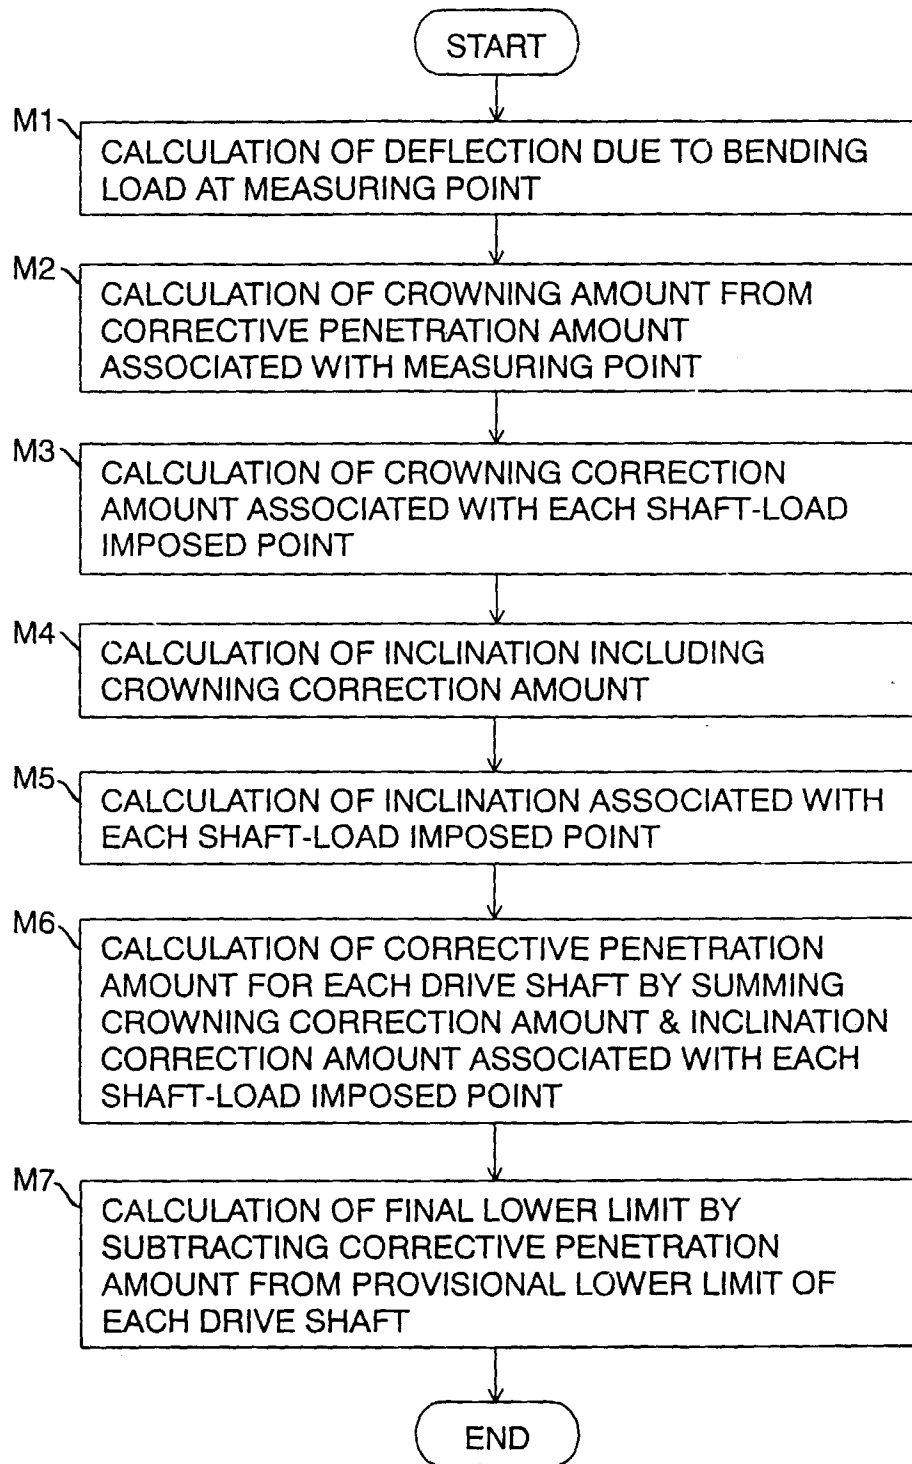 START
M1
CALCULATION OF DEFLECTION DUE TO BENDING
LOAD AT MEASURING POINT
M2
CALCULATION OF CROWNING AMOUNT FROM
CORRECTIVE PENETRATION AMOUNT
ASSOCIATED WITH MEASURING POINT
M3
CALCULATION OF CROWNING CORRECTION
AMOUNT ASSOCIATED WITH EACH SHAFT-LOAD
IMPOSED POINT
M4
CALCULATION OF INCLINATION INCLUDING
CROWNING CORRECTION AMOUNT
M5
CALCULATION OF INCLINATION ASSOCIATED WITH
EACH SHAFT-LOAD IMPOSED POINT
M6
CALCULATION OF CORRECTIVE PENETRATION
AMOUNT FOR EACH DRIVE SHAFT BY SUMMING
CROWNING CORRECTION AMOUNT & INCLINATION
CORRECTION AMOUNT ASSOCIATED WITH EACH
SHAFT-LOAD IMPOSED POINT
M7
CALCULATION OF FINAL LOWER LIMIT BY
SUBTRACTING CORRECTIVE PENETRATION
AMOUNT FROM PROVISIONAL LOWER LIMIT OF
EACH DRIVE SHAFT
END